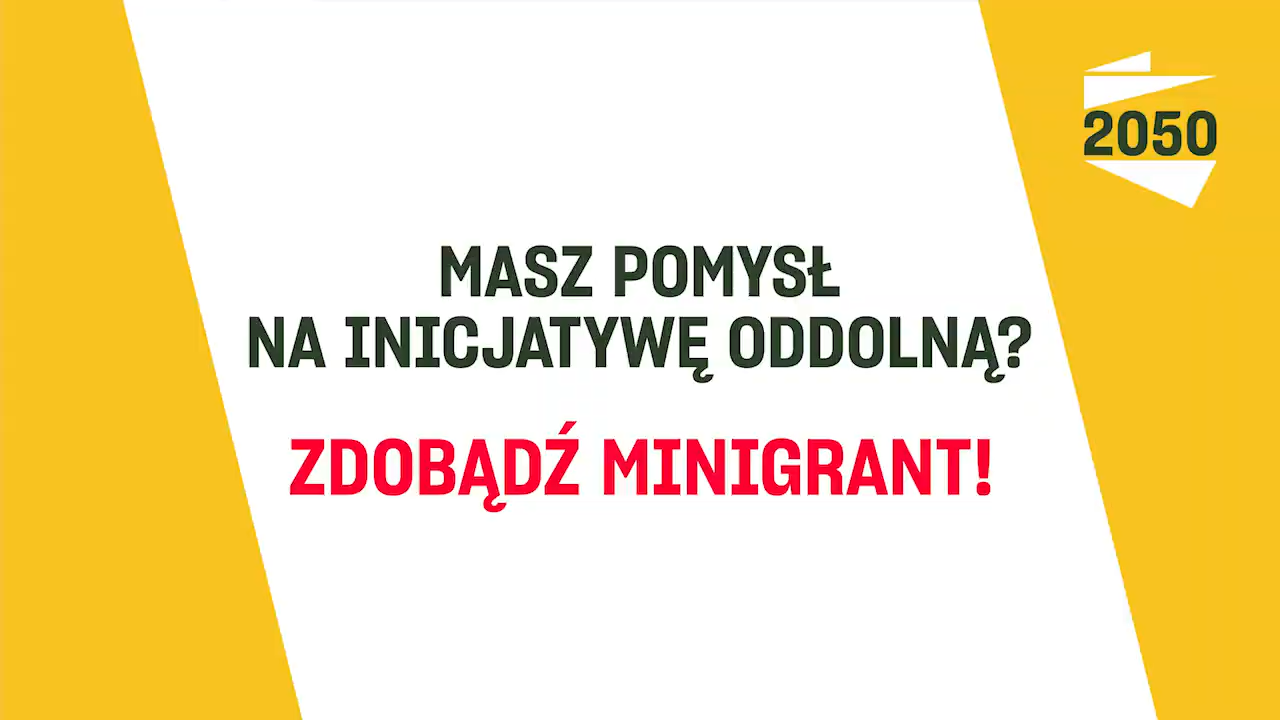 2050
MASZ POMYSŁ
NA INICJATYWĘ ODDOLNĄ?
ZDOBĄDŹ MINIGRANT!